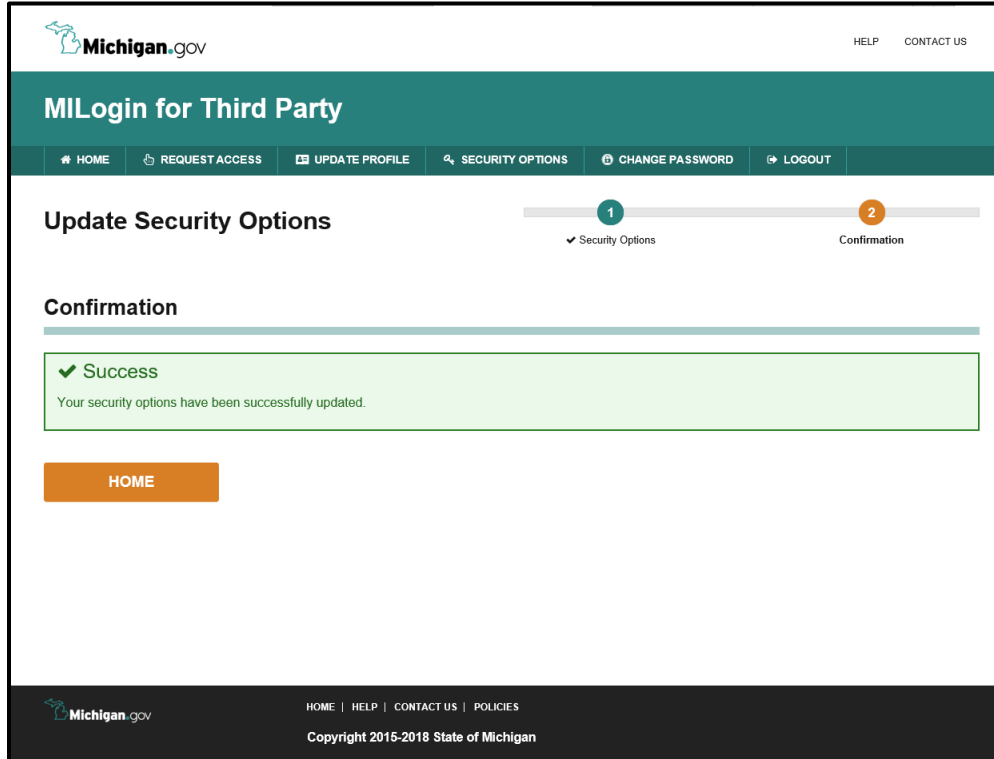 Michigan.gov
HELP CONTACT US
MILogin for Third Party
HOME REQUEST ACCESS UPDATE PROFILE SECURITY OPTIONS CHANGE PASSWORD LOGOUT
Update Security Options
1 2
Security Options Confirmation
Confirmation
Success
Your security options have been successfully updated.
HOME
Michigan.gov
HOME | HELP | CONTACT US | POLICIES
Copyright 2015-2018 State of Michigan